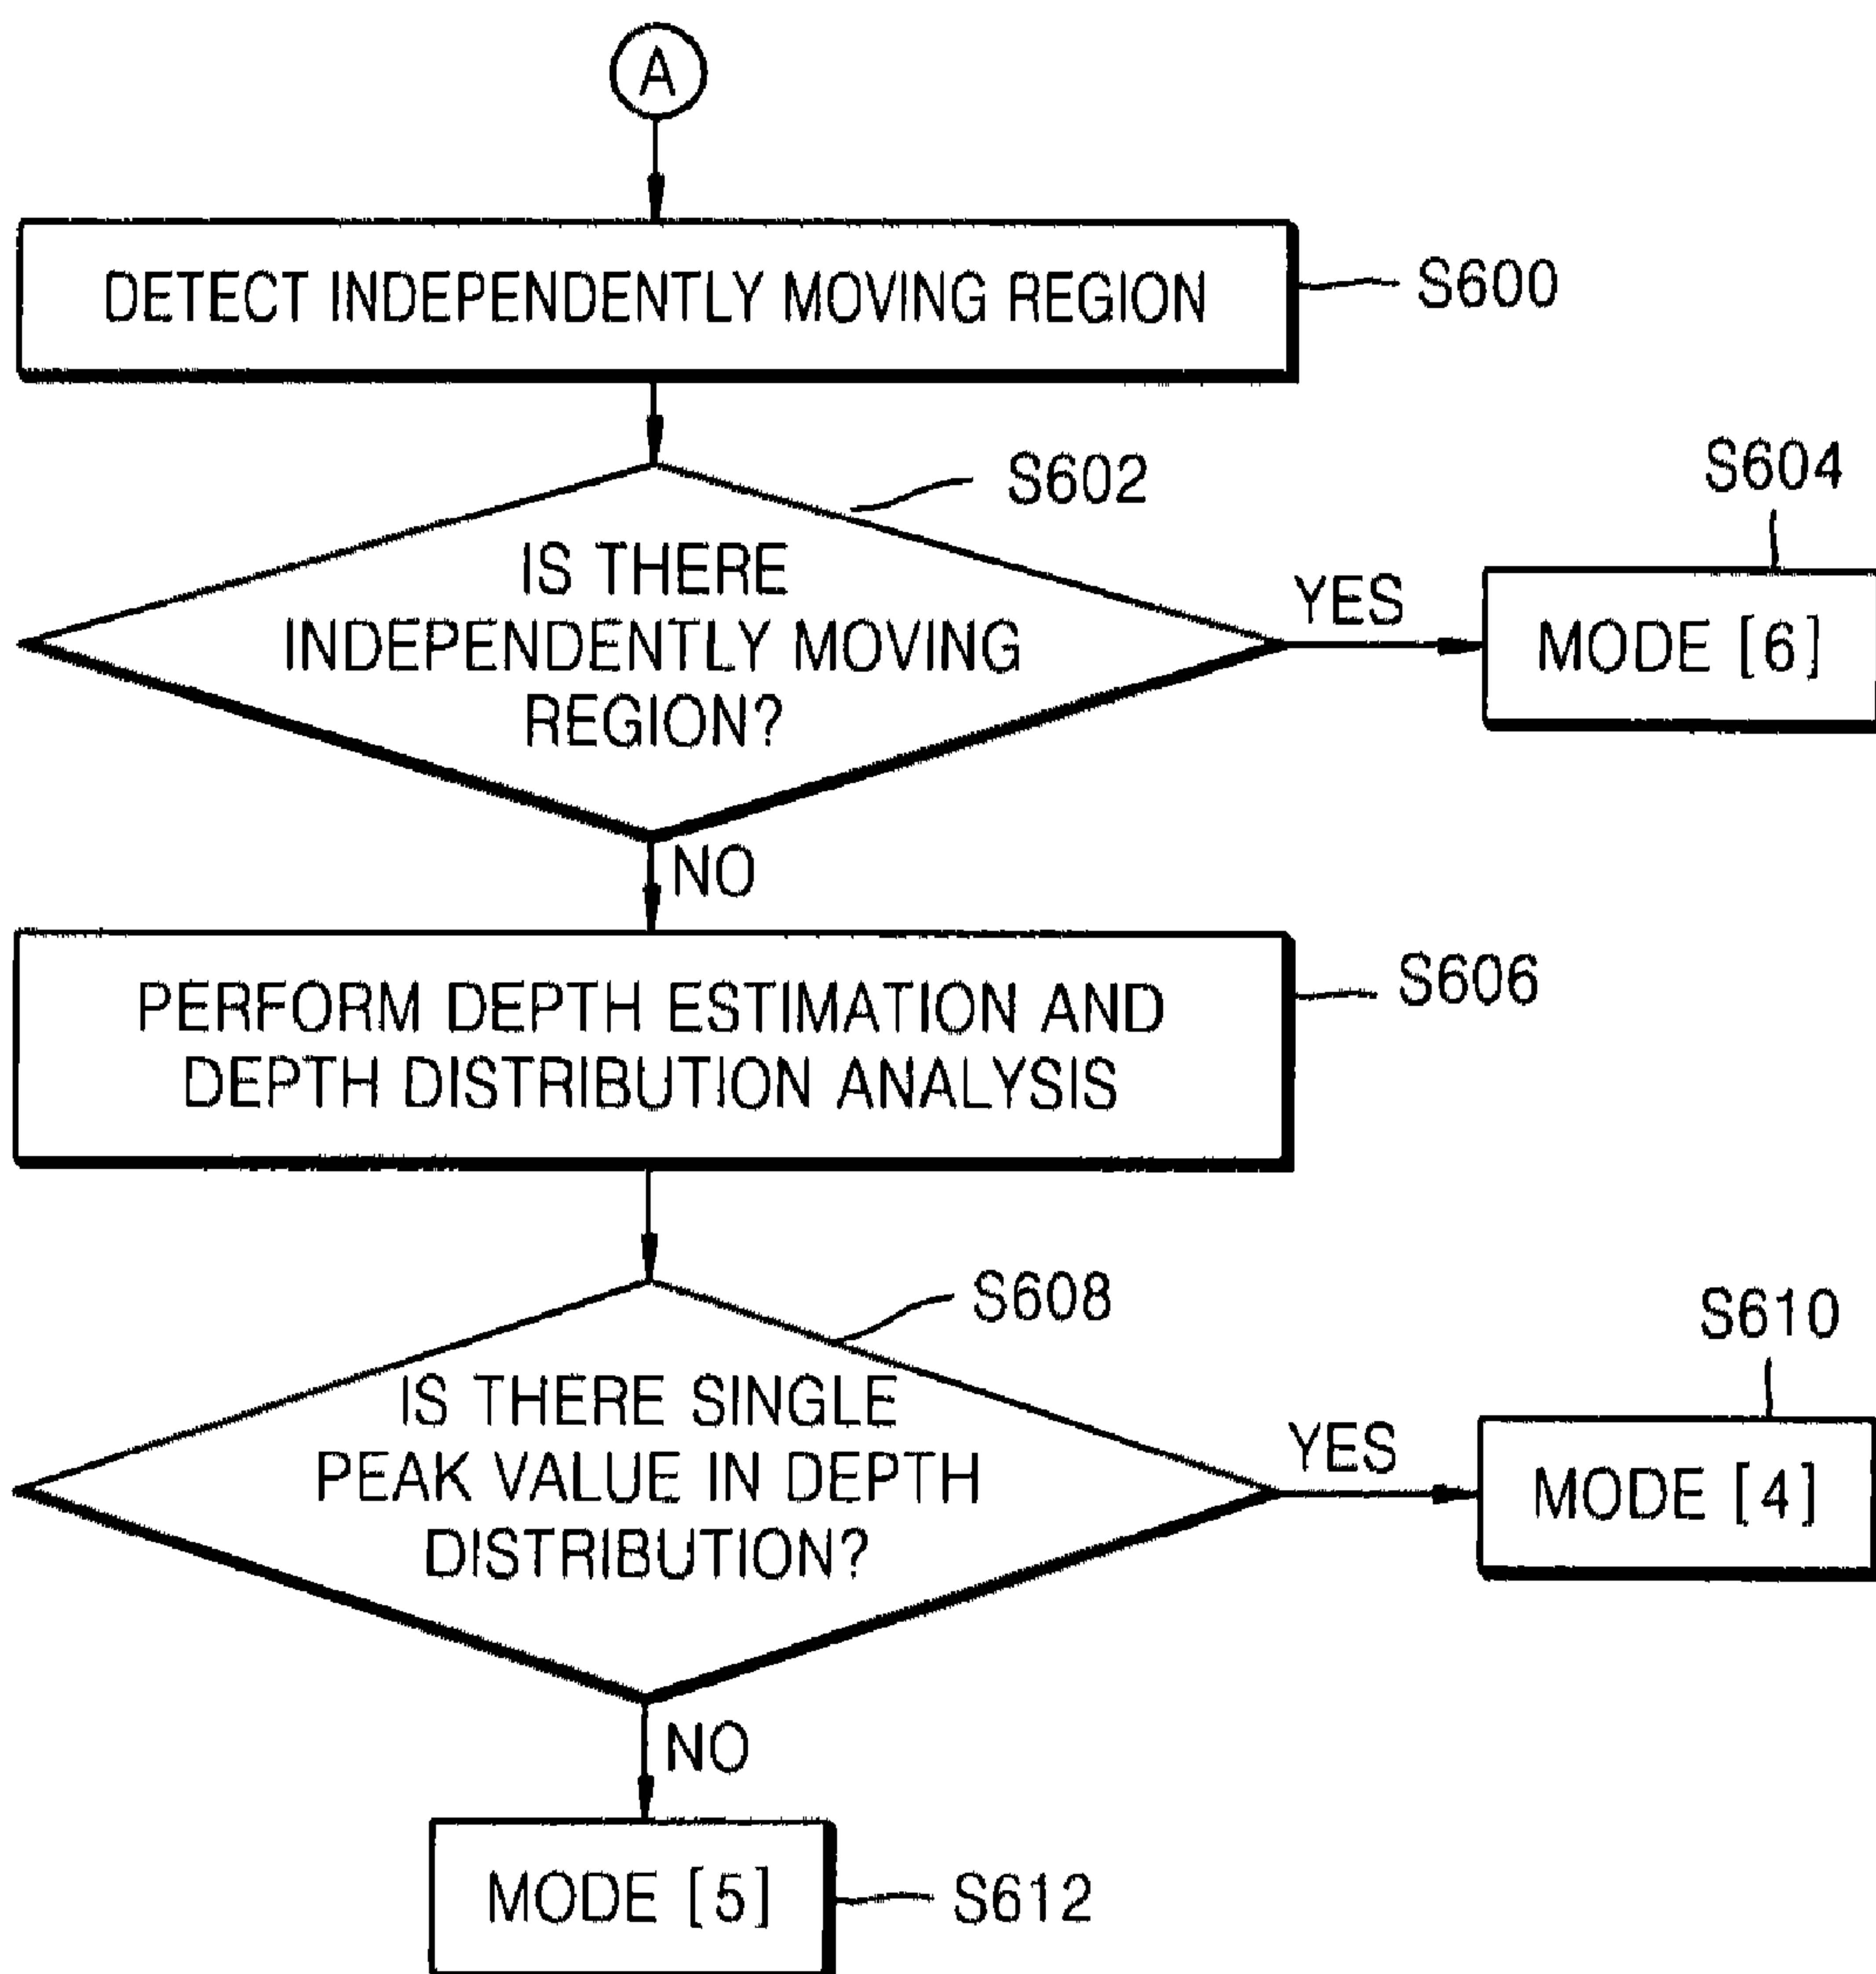 A
DETECT INDEPENDENTLY MOVING REGION
S600
S602
IS THERE
INDEPENDENTLY MOVING
REGION?
YES
S604
MODE [6]
NO
PERFORM DEPTH ESTIMATION AND
DEPTH DISTRIBUTION ANALYSIS
S606
S608
IS THERE SINGLE
PEAK VALUE IN DEPTH
DISTRIBUTION?
YES
S610
MODE [4]
NO
MODE [5]
S612